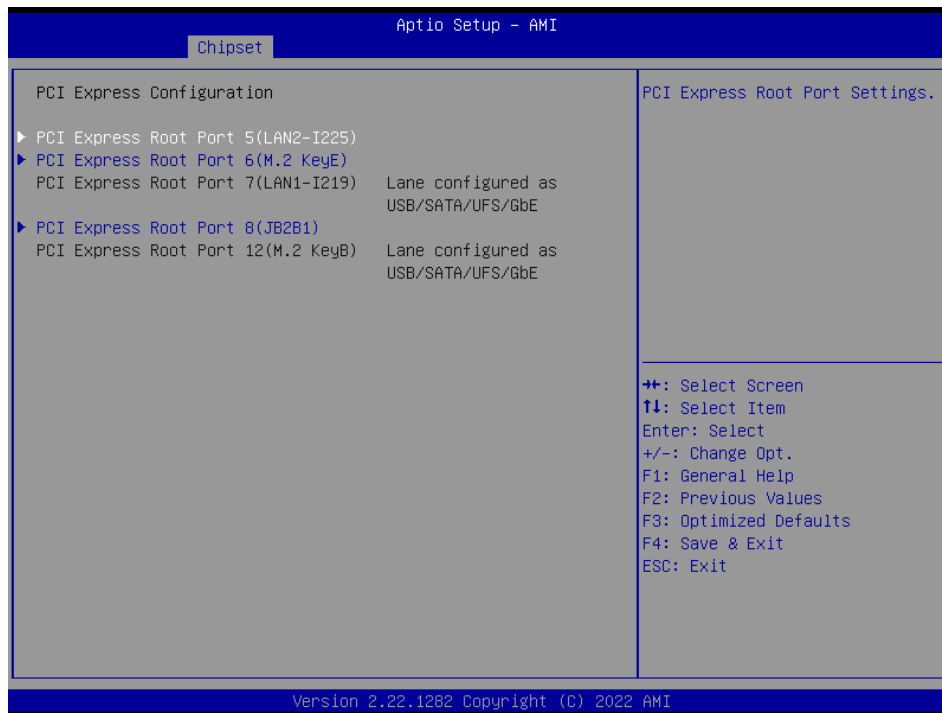 Aptio Setup – AMI
Chipset
PCI Express Configuration
PCI Express Root Port Settings.
PCI Express Root Port 5(LAN2-I225)
PCI Express Root Port 6(M.2 KeyE)
PCI Express Root Port 7(LAN1-I219) Lane configured as
USB/SATA/UFS/GbE
PCI Express Root Port 8(JB2B1)
PCI Express Root Port 12(M.2 KeyB) Lane configured as
USB/SATA/UFS/GbE
→←: Select Screen
↑↓: Select Item
Enter: Select
+/-: Change Opt.
F1: General Help
F2: Previous Values
F3: Optimized Defaults
F4: Save & Exit
ESC: Exit
Version 2.22.1282 Copyright (C) 2022 AMI